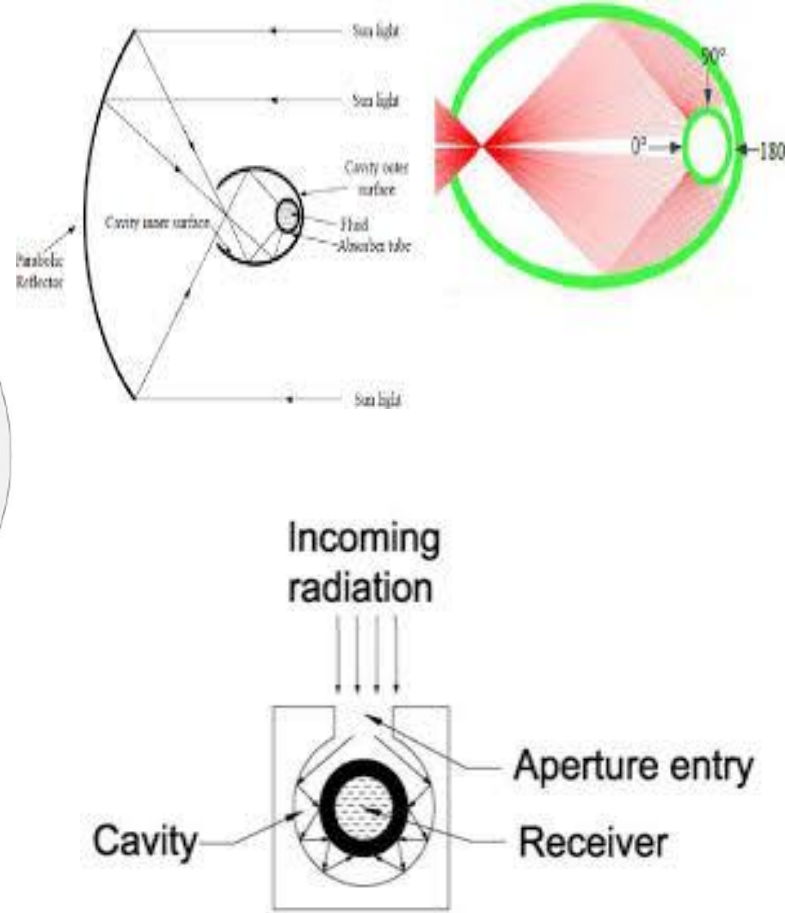 Sun light
Sun light
Cavity outer
surface
Cavity inner surface
Fluid
Absorber tube
Parabolic
Reflector
Sun light
90°
0°
180
Incoming
radiation
Aperture entry
Cavity
Receiver